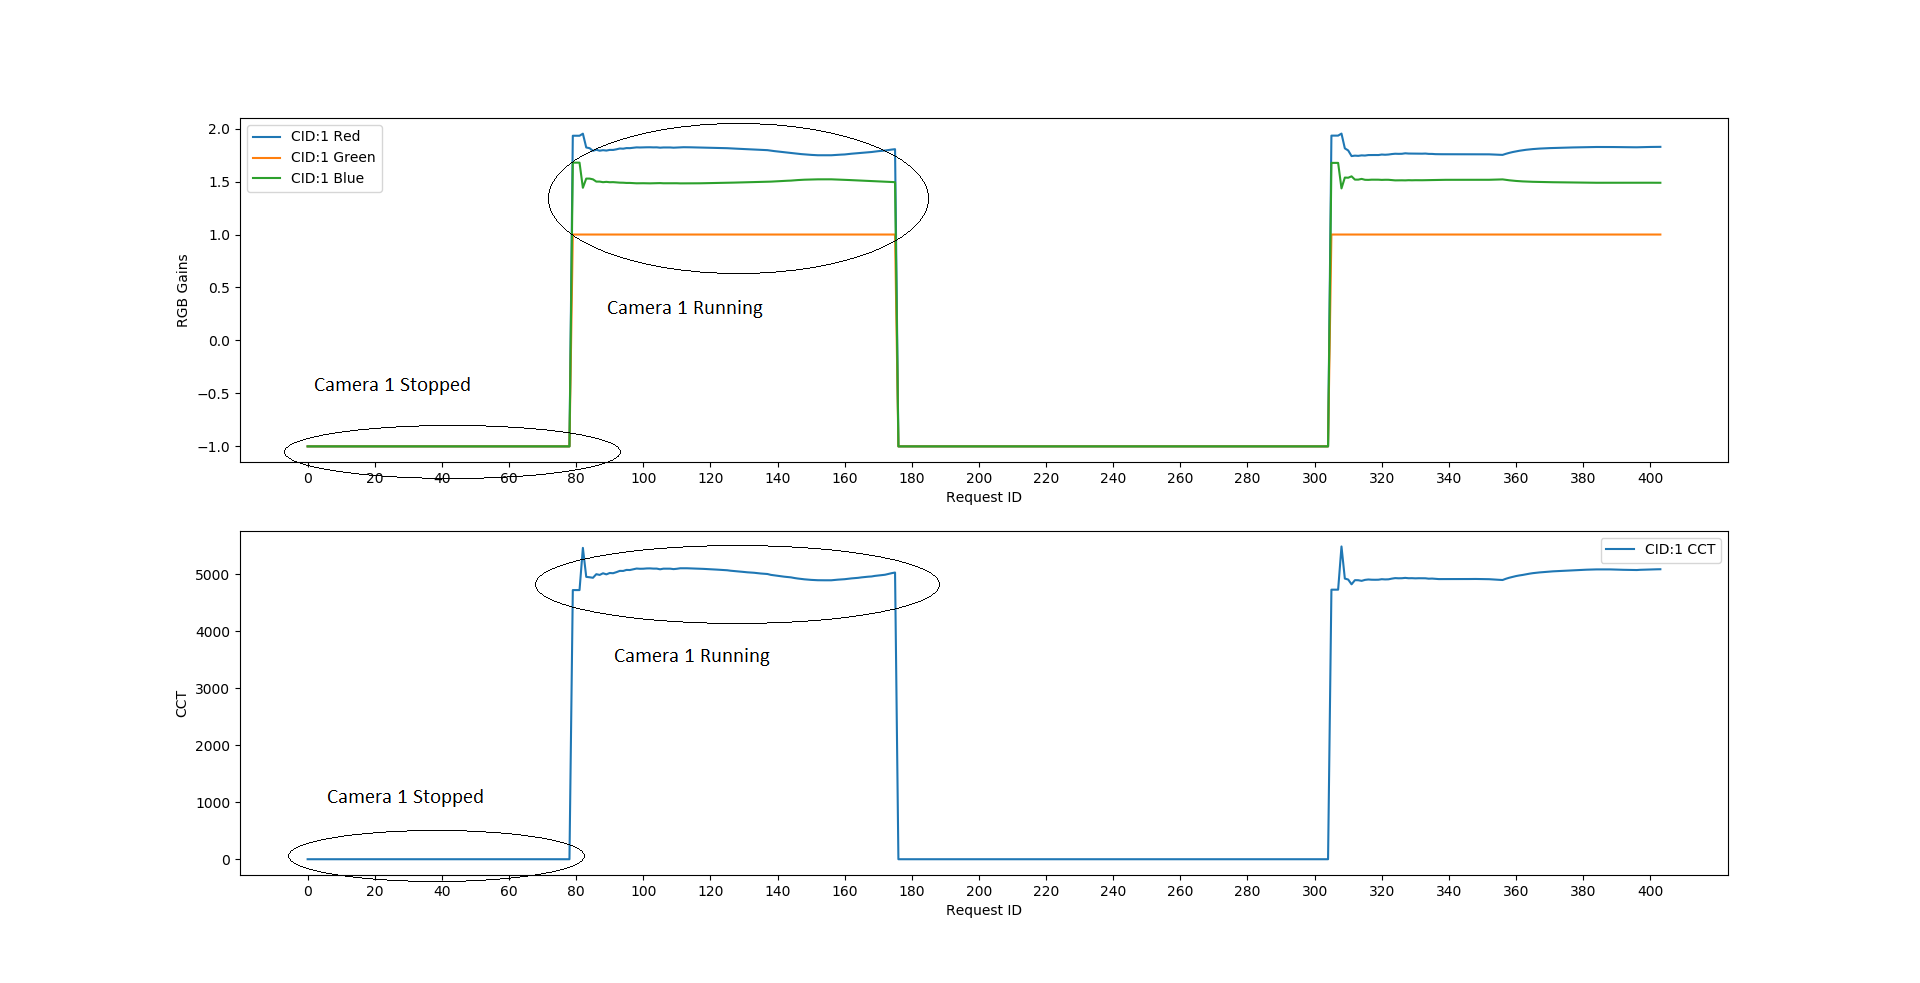 CID:1 Red
CID:1 Green
CID:1 Blue
2.0
1.5
1.0
0.5
0.0
−0.5
−1.0
RGB Gains
Camera 1 Running
Camera 1 Stopped
0 20 40 60 80 100 120 140 160 180 200 220 240 260 280 300 320 340 360 380 400
Request ID
CID:1 CCT
5000
4000
3000
2000
1000
0
CCT
Camera 1 Running
Camera 1 Stopped
0 20 40 60 80 100 120 140 160 180 200 220 240 260 280 300 320 340 360 380 400
Request ID